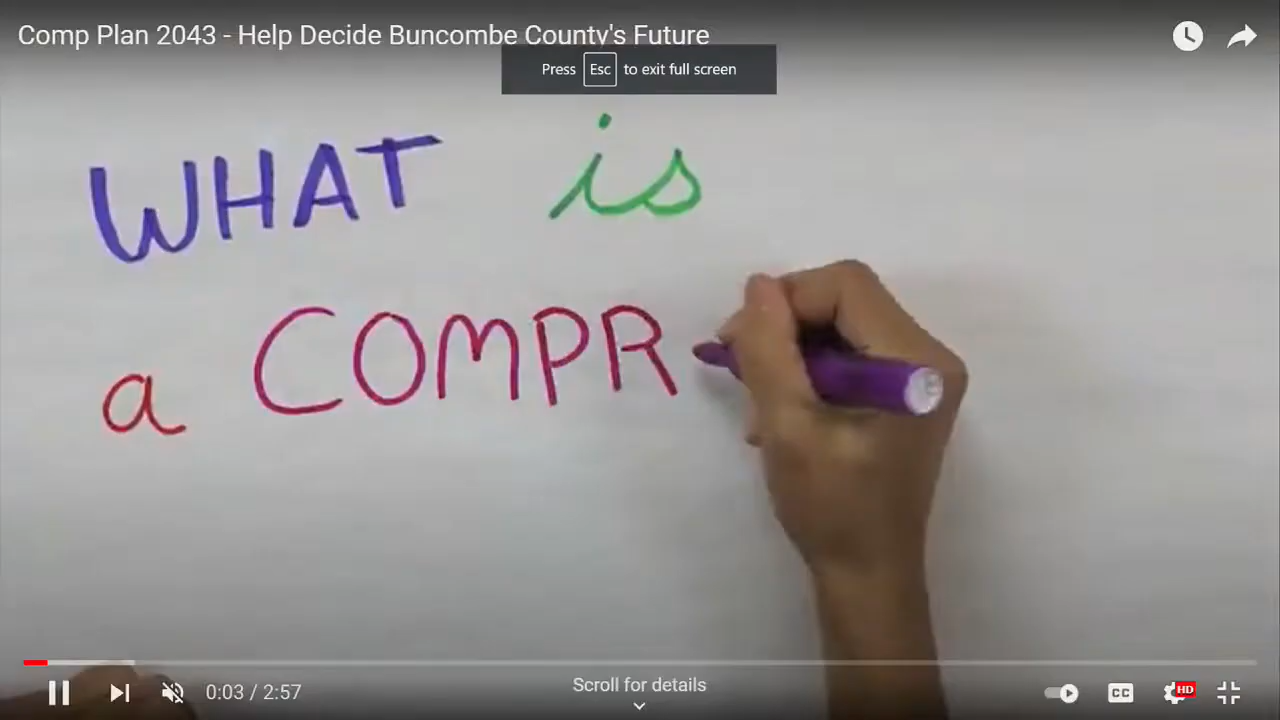 Comp Plan 2043 - Help Decide Buncombe County's Future
Press Esc to exit full screen
WHAT is
a COMPR
0:03 / 2:57
Scroll for details
CC
HD